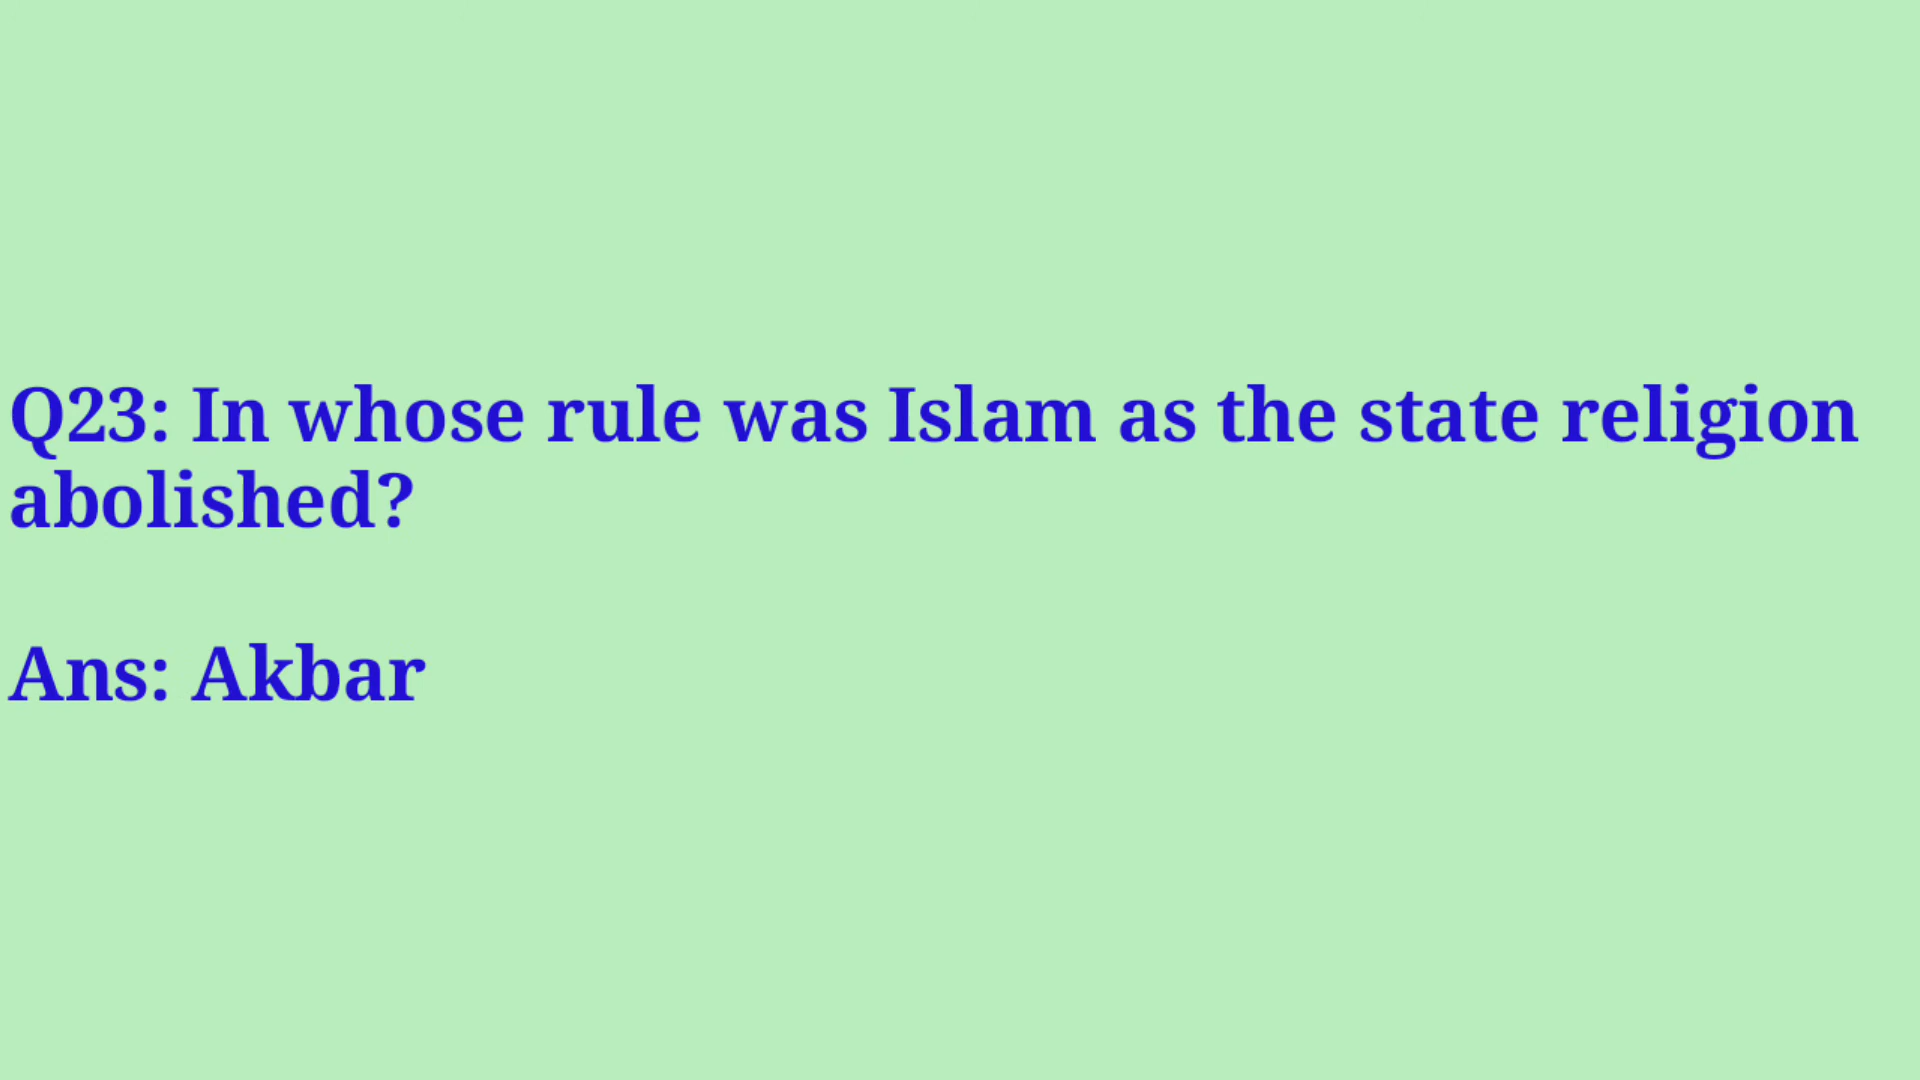 Q23: In whose rule was Islam as the state religion
abolished?
Ans: Akbar